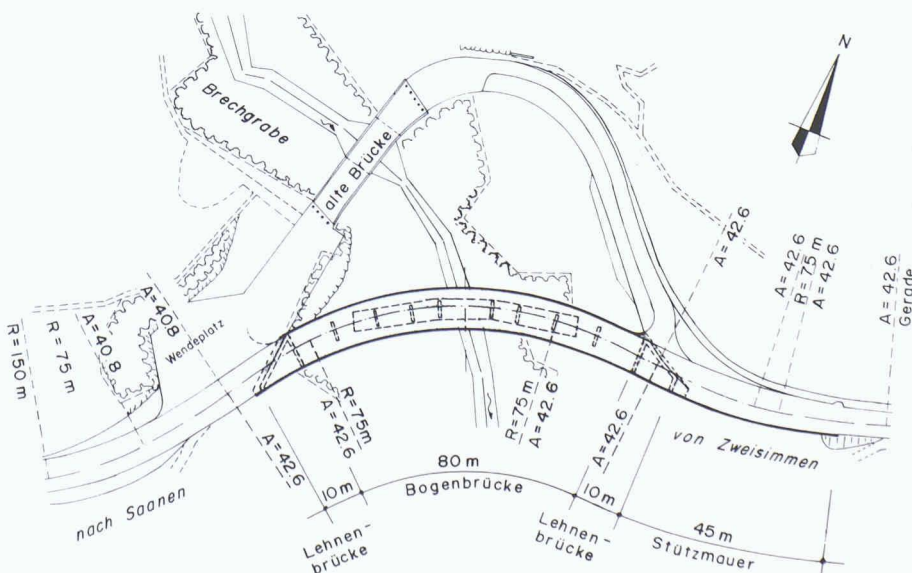 N
Brechgrabe
alte Brücke
A = 42.6
A = 42.6
R = 75 m
A = 42.6
A = 42.6
Gerade
R = 150 m
R = 75 m
A = 40.8
A = 40.8
Wendeplatz
A = 42.6
R = 75 m
A = 42.6
R = 75 m
A = 42.6
A = 42.6
von Zweisimmen
nach Saanen
10 m
80 m
10 m
Bogenbrücke
Lehnen-
brücke
Lehnen-
brücke
45 m
Stützmauer